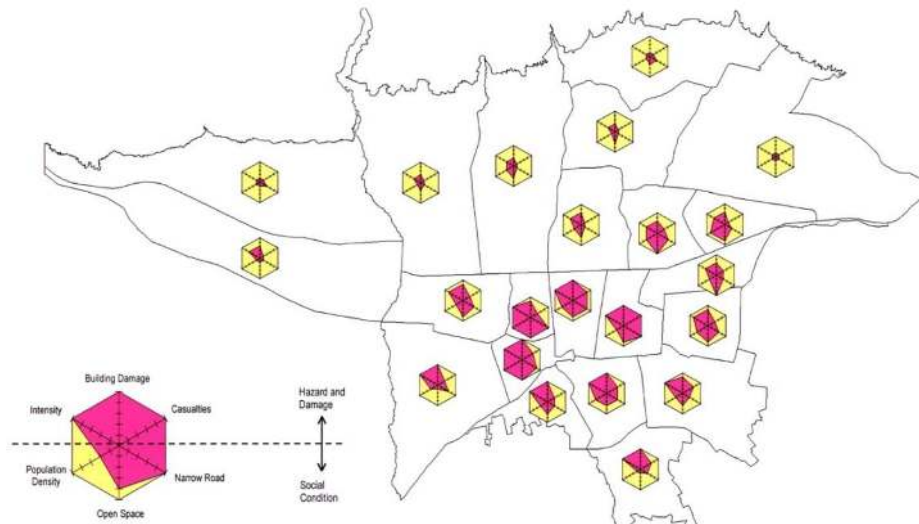 Building Damage
Intensity
Casualties
Hazard and
Damage
Population
Density
Narrow Road
Social
Condition
Open Space